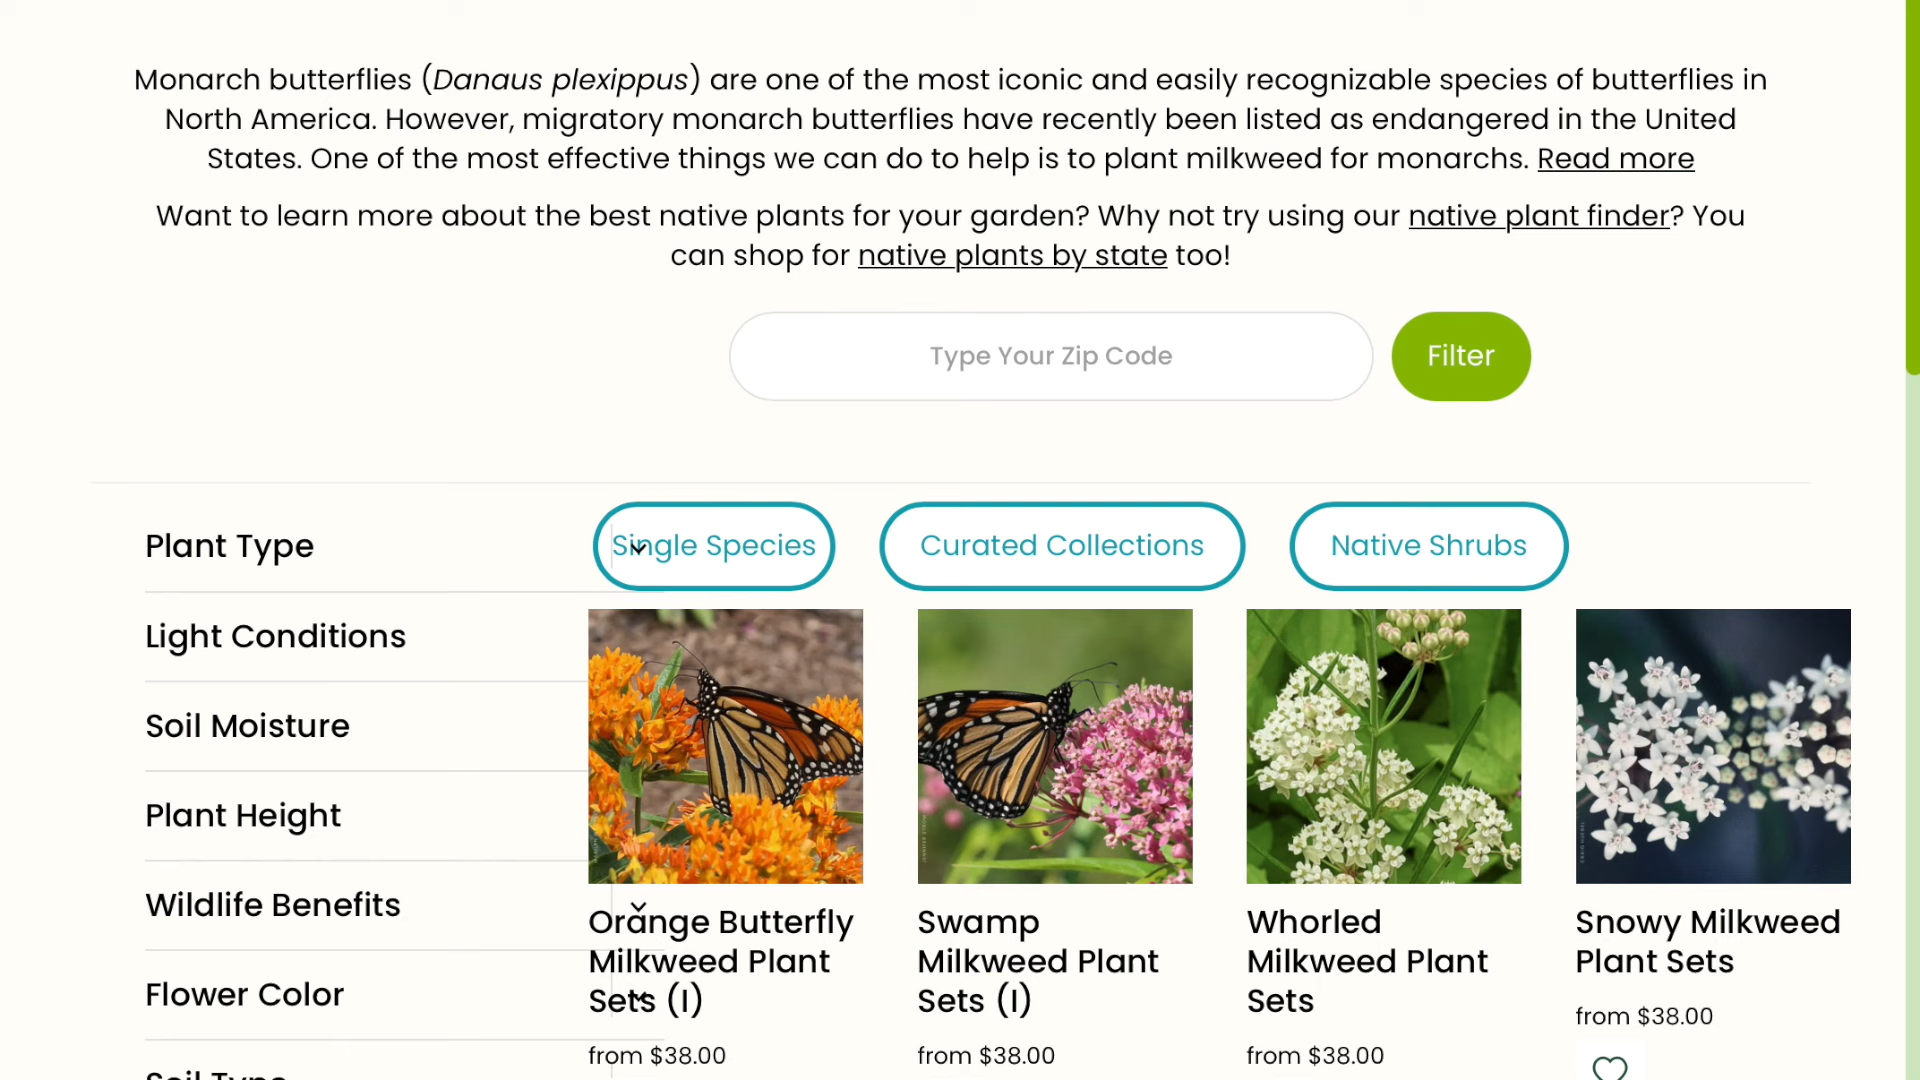 Monarch butterflies (Danaus plexippus) are one of the most iconic and easily recognizable species of butterflies in
North America. However, migratory monarch butterflies have recently been listed as endangered in the United
States. One of the most effective things we can do to help is to plant milkweed for monarchs. Read more
Want to learn more about the best native plants for your garden? Why not try using our native plant finder? You
can shop for native plants by state too!
Type Your Zip Code
Filter
Plant Type
Light Conditions
Soil Moisture
Plant Height
Wildlife Benefits
Flower Color
Soil Type
Single Species
Curated Collections
Native Shrubs
Orange Butterfly
Milkweed Plant
Sets (I)
from $38.00
Swamp
Milkweed Plant
Sets (I)
from $38.00
Whorled
Milkweed Plant
Sets
from $38.00
Snowy Milkweed
Plant Sets
from $38.00